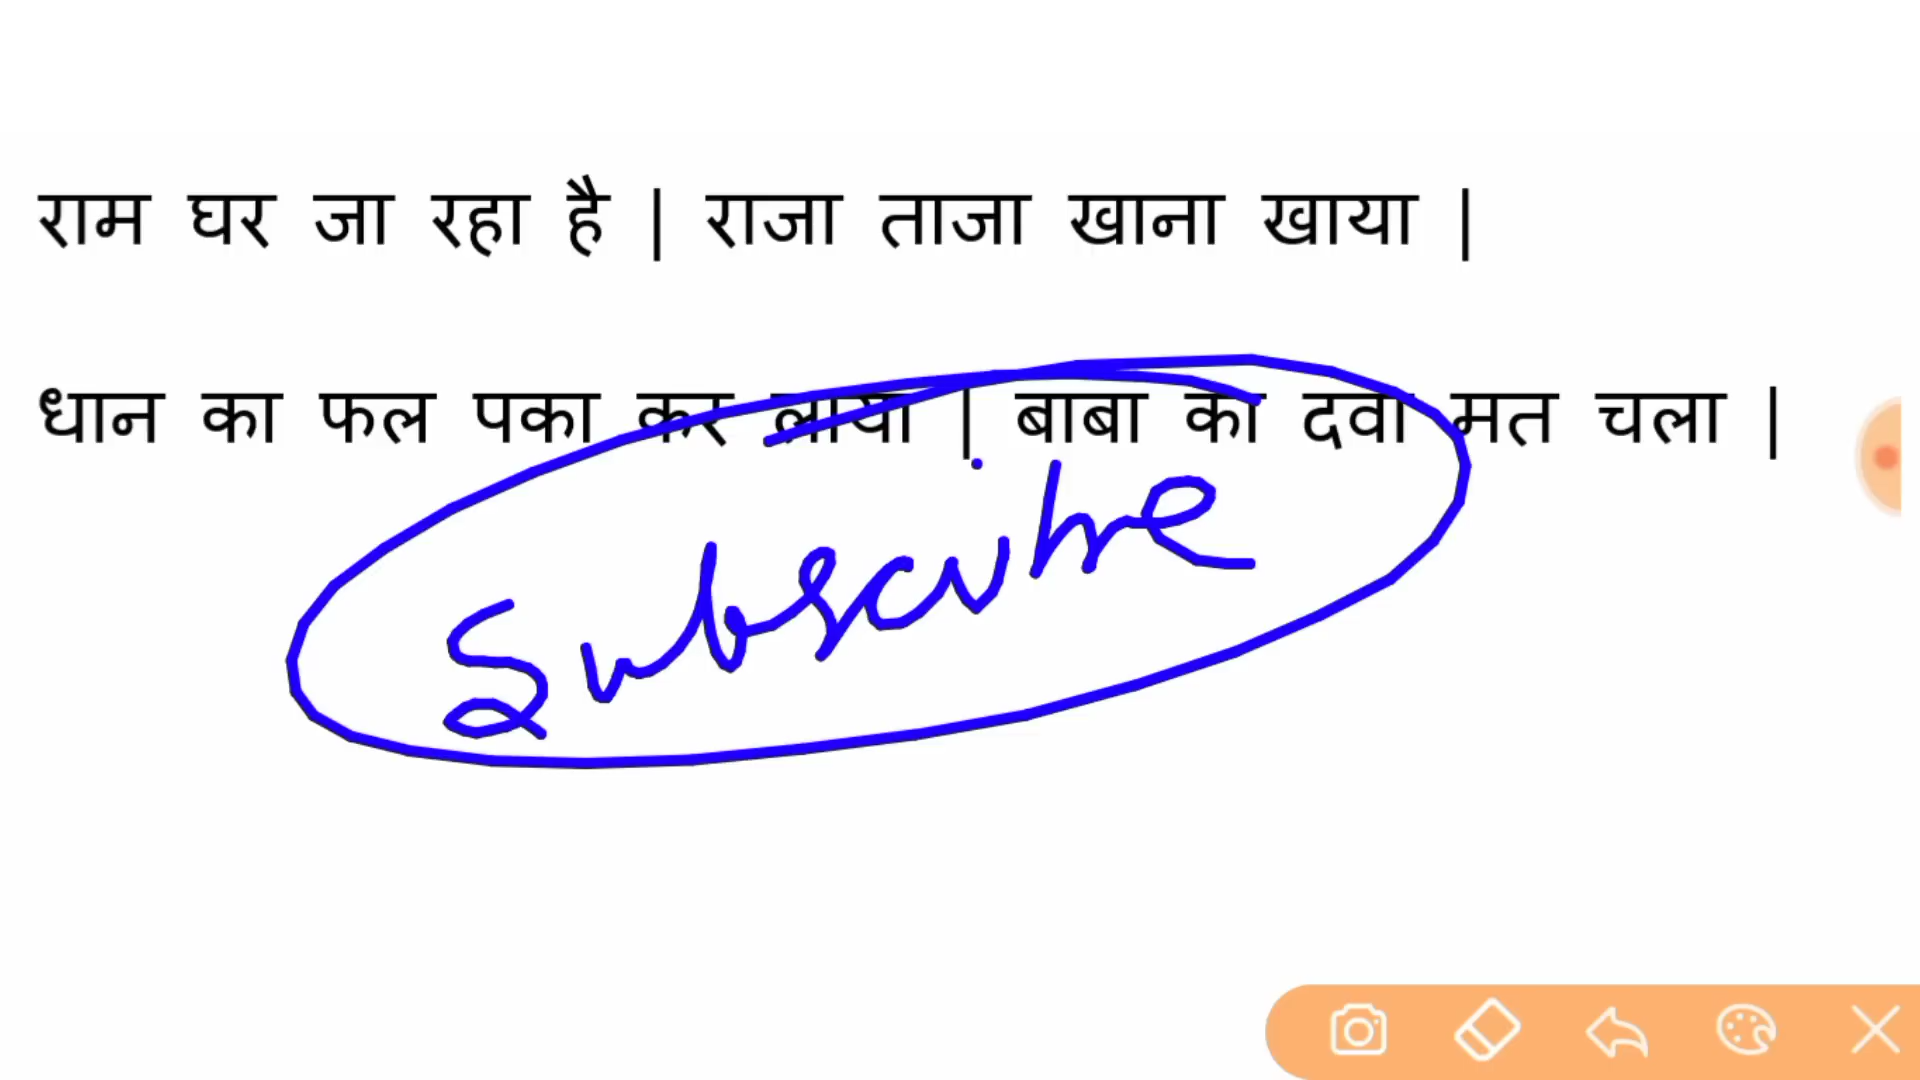 राम घर जा रहा है | राजा ताजा खाना खाया |
धान का फल पका कर लाया | बाबा का दवा मत चला |
Subscribe